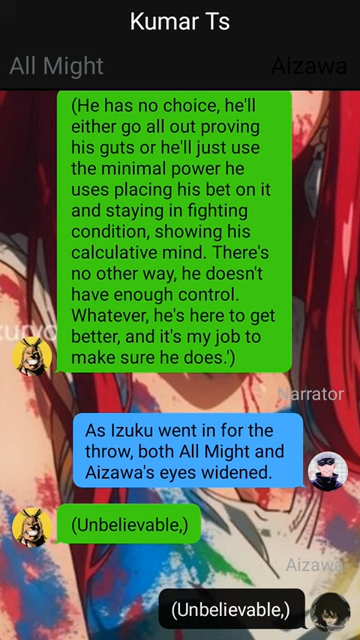 Kumar Ts
All Might
Aizawa
(He has no choice, he'll
either go all out proving
his guts or he'll just use
the minimal power he
uses placing his bet on it
and staying in fighting
condition, showing his
calculative mind. There's
no other way, he doesn't
have enough control.
Whatever, he's here to get
better, and it's my job to
make sure he does.')
Narrator
As Izuku went in for the
throw, both All Might and
Aizawa's eyes widened.
(Unbelievable,)
Aizawa
(Unbelievable,)